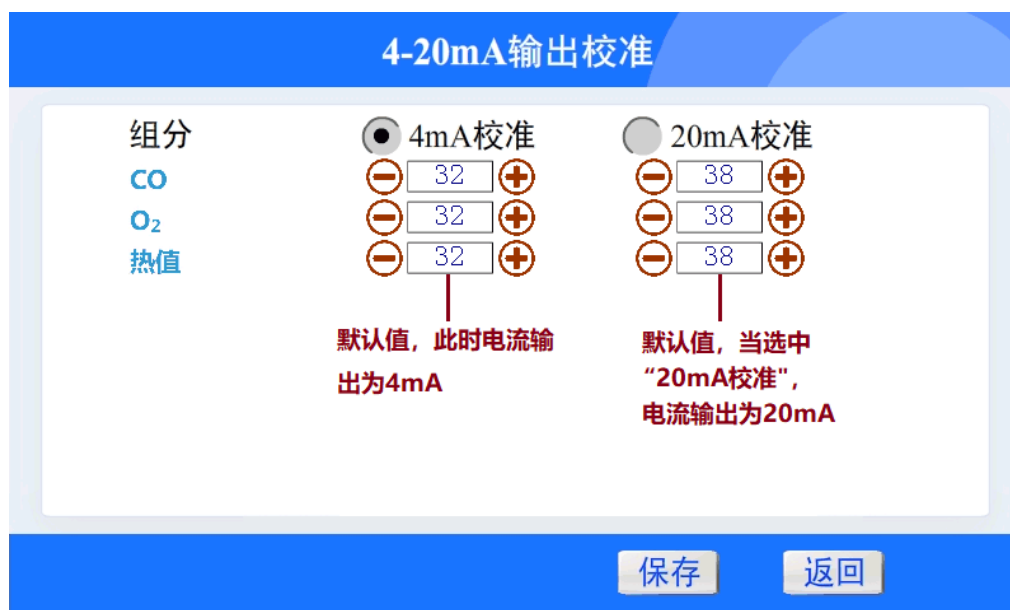 4-20mA输出校准
组分 4mA校准 20mA校准
CO 32 38
O₂ 32 38
热值 32 38
默认值，此时电流输
出为4mA
默认值，当选中
“20mA校准"，
电流输出为20mA
保存 返回